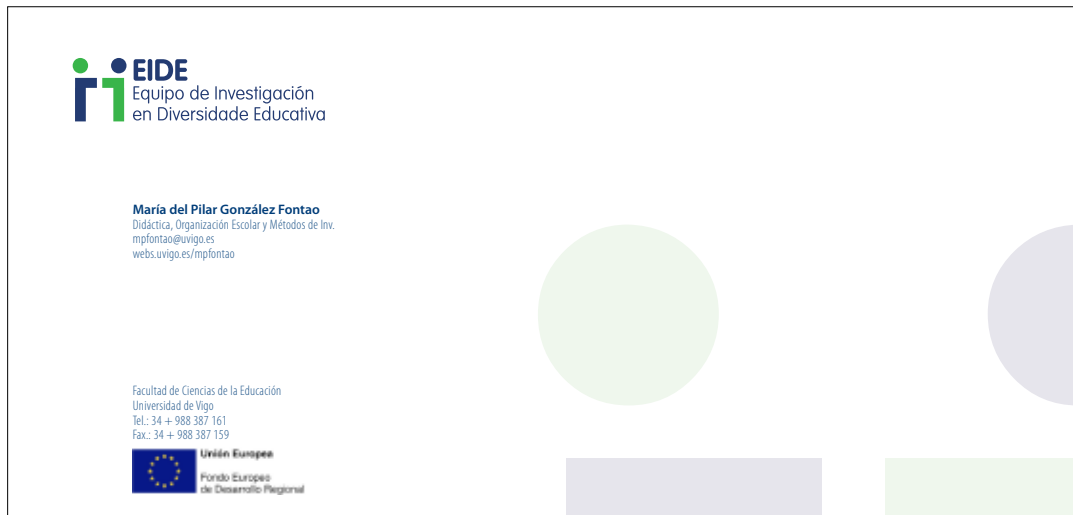 EIDE
Equipo de Investigación
en Diversidade Educativa
María del Pilar González Fontao
Didáctica, Organización Escolar y Métodos de Inv.
mpfontao@uvigo.es
webs.uvigo.es/mpfontao
Facultad de Ciencias de la Educación
Universidad de Vigo
Tel.: 34 + 988 387 161
Fax.: 34 + 988 387 159
Unión Europea
Fondo Europeo
de Desarrollo Regional